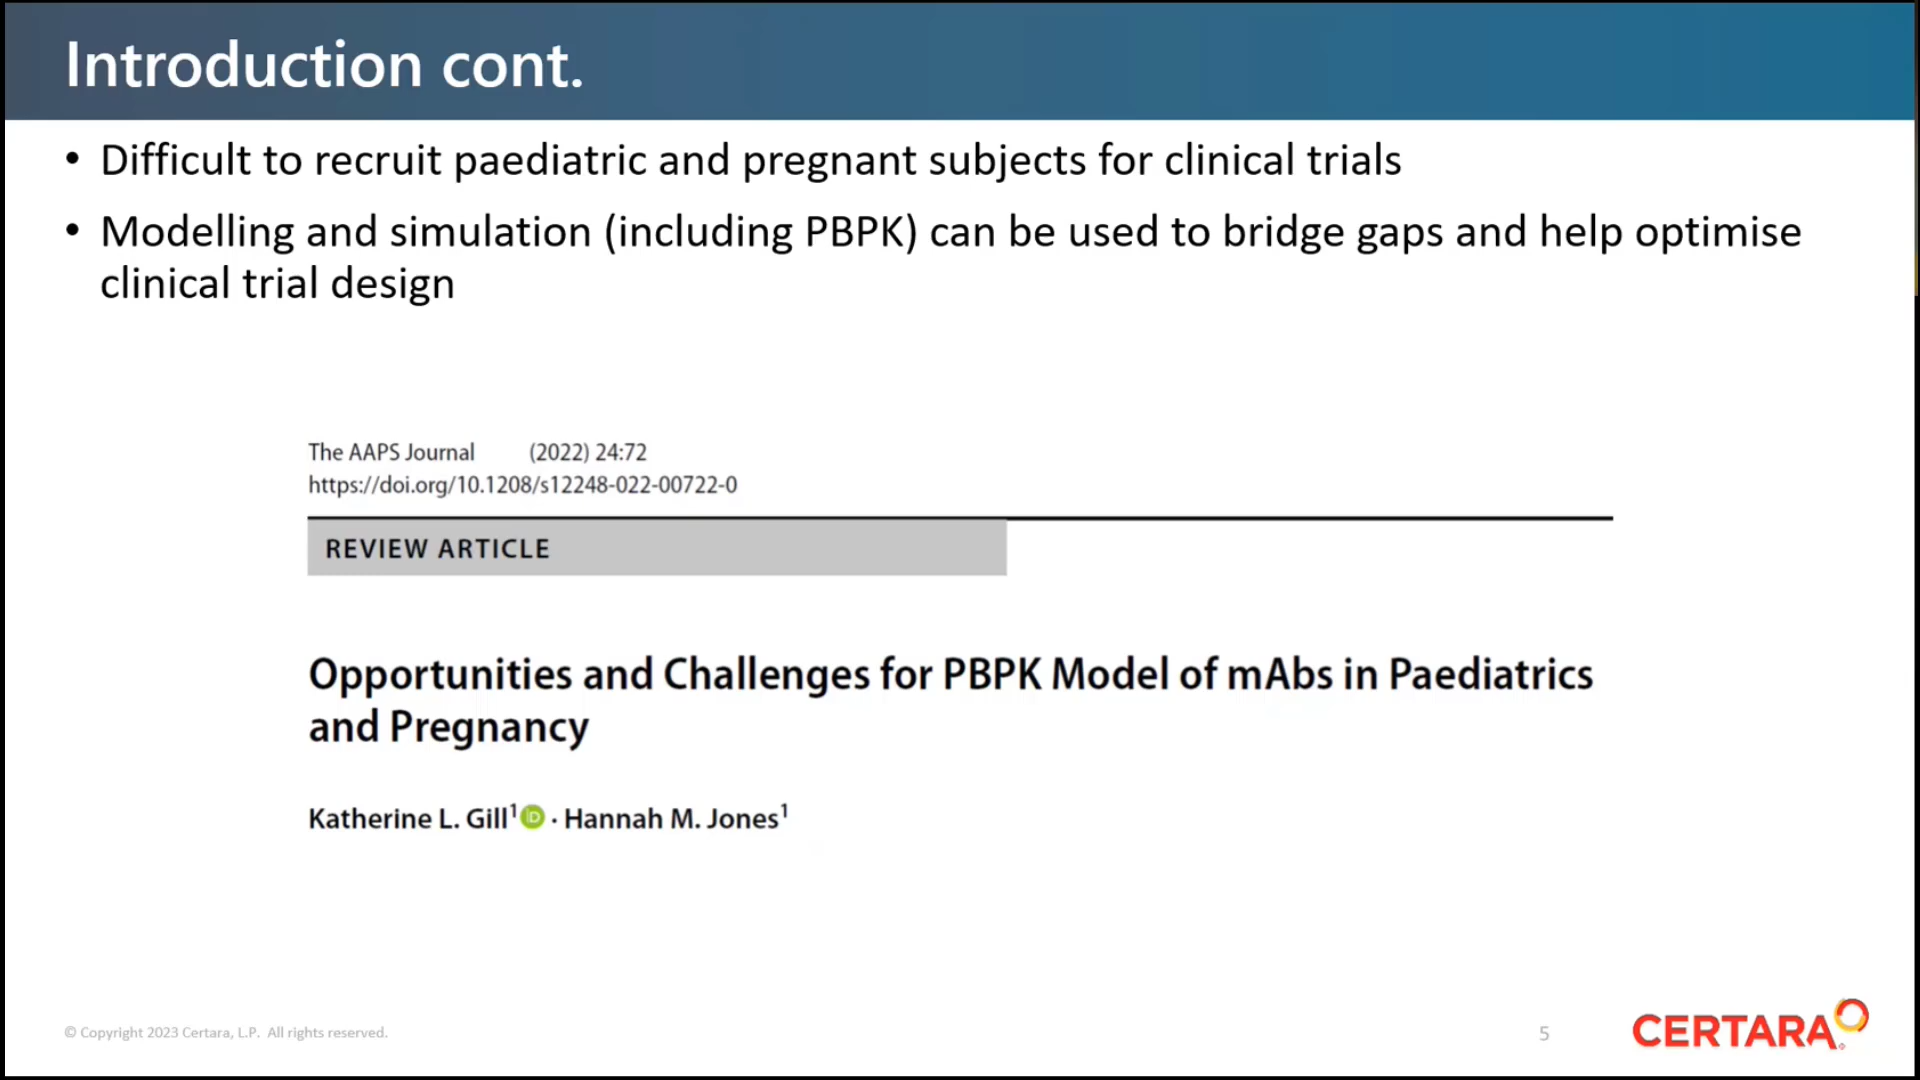 Introduction cont.
• Difficult to recruit paediatric and pregnant subjects for clinical trials
• Modelling and simulation (including PBPK) can be used to bridge gaps and help optimise
clinical trial design
The AAPS Journal (2022) 24:72
https://doi.org/10.1208/s12248-022-00722-0
REVIEW ARTICLE
Opportunities and Challenges for PBPK Model of mAbs in Paediatrics
and Pregnancy
Katherine L. Gill¹ iD · Hannah M. Jones¹
© Copyright 2023 Certara, L.P. All rights reserved.
5
CERTARA